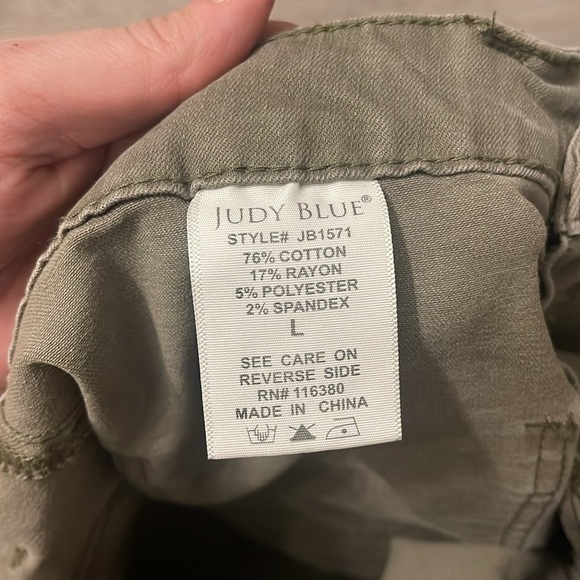 JUDY BLUE®
STYLE# JB1571
76% COTTON
17% RAYON
5% POLYESTER
2% SPANDEX
L
SEE CARE ON
REVERSE SIDE
RN# 116380
MADE IN CHINA